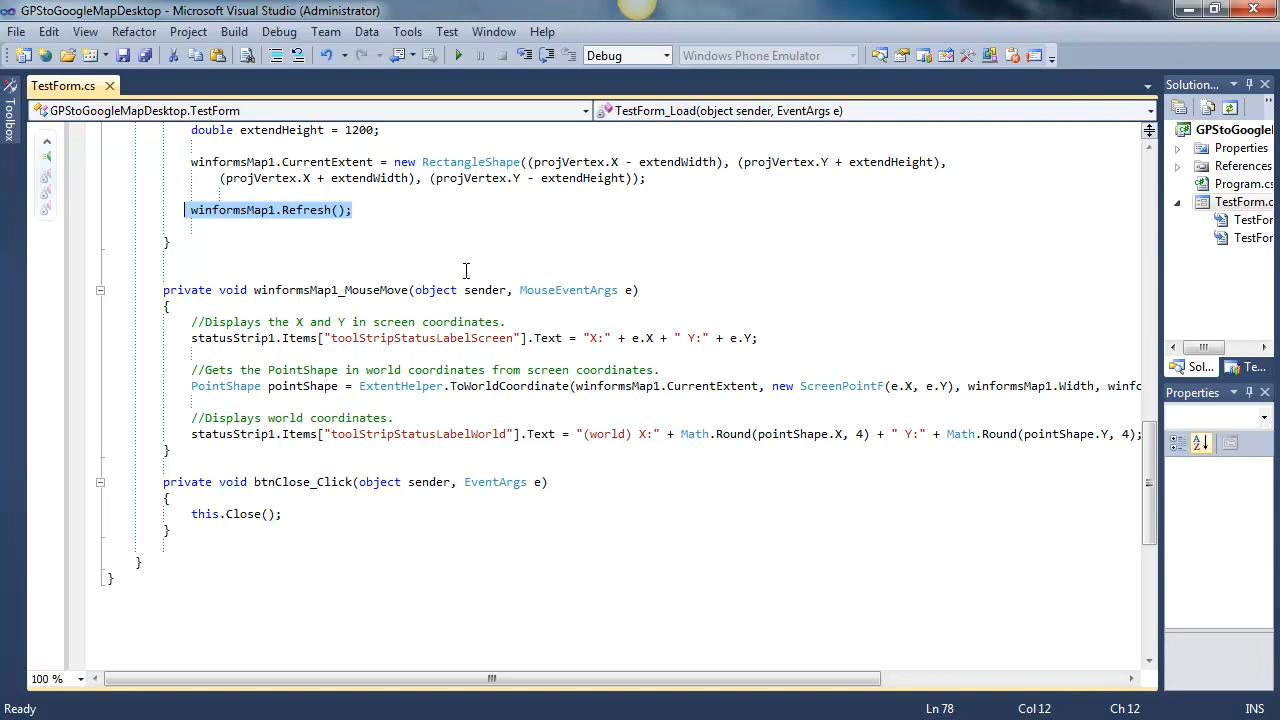 GPStoGoogleMapDesktop - Microsoft Visual Studio (Administrator)
File Edit View Refactor Project Build Debug Team Data Tools Test Window Help
Debug Windows Phone Emulator
TestForm.cs
Solution...
GPStoGoogleMapDesktop.TestForm
TestForm_Load(object sender, EventArgs e)
Toolbox
GPStoGoogl
Properties
References
Program.cs
TestForm.c
TestFor
TestFor
double extendHeight = 1200;
winformsMap1.CurrentExtent = new RectangleShape((projVertex.X - extendWidth), (projVertex.Y + extendHeight),
(projVertex.X + extendWidth), (projVertex.Y - extendHeight));
winformsMap1.Refresh();
}
private void winformsMap1_MouseMove(object sender, MouseEventArgs e)
{
//Displays the X and Y in screen coordinates.
statusStrip1.Items["toolStripStatusLabelScreen"].Text = "X:" + e.X + " Y:" + e.Y;
//Gets the PointShape in world coordinates from screen coordinates.
PointShape pointShape = ExtentHelper.ToWorldCoordinate(winformsMap1.CurrentExtent, new ScreenPointF(e.X, e.Y), winformsMap1.Width, winfo
//Displays world coordinates.
statusStrip1.Items["toolStripStatusLabelWorld"].Text = "(world) X:" + Math.Round(pointShape.X, 4) + " Y:" + Math.Round(pointShape.Y, 4);
}
private void btnClose_Click(object sender, EventArgs e)
{
this.Close();
}
}
}
Sol... Te...
Properties
100 %
Ready Ln 78 Col 12 Ch 12 INS